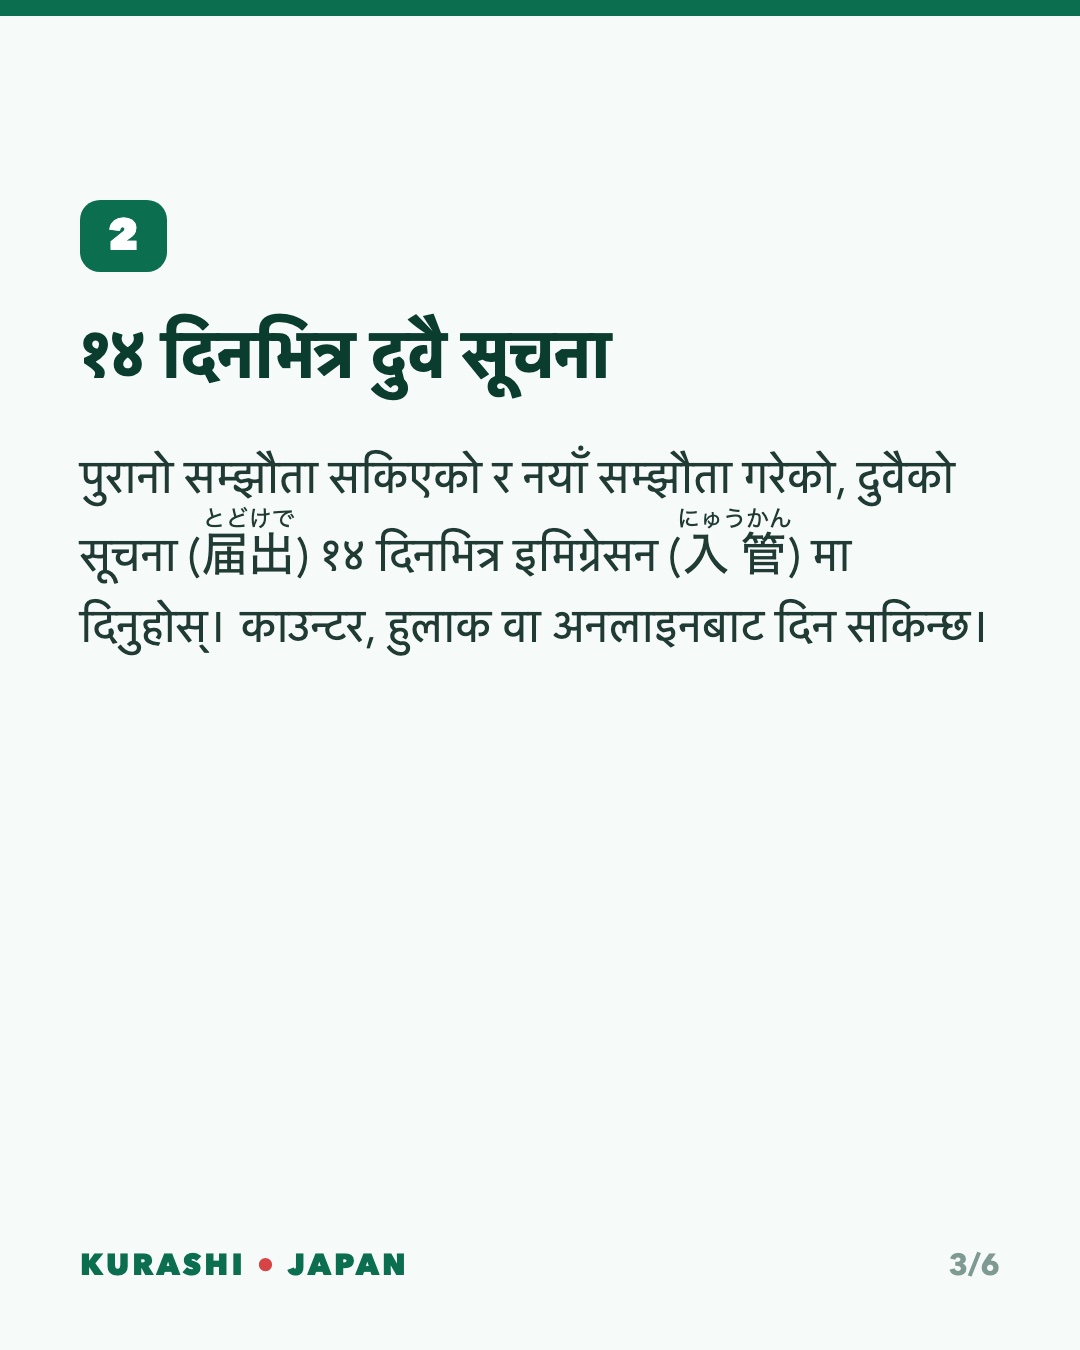 2
१४ दिनभित्र दुवै सूचना
पुरानो सम्झौता सकिएको र नयाँ सम्झौता गरेको, दुवैको
とどけで にゅうかん
सूचना (届出) १४ दिनभित्र इमिग्रेसन (入管) मा
दिनुहोस्। काउन्टर, हुलाक वा अनलाइनबाट दिन सकिन्छ।
KURASHI • JAPAN
3/6